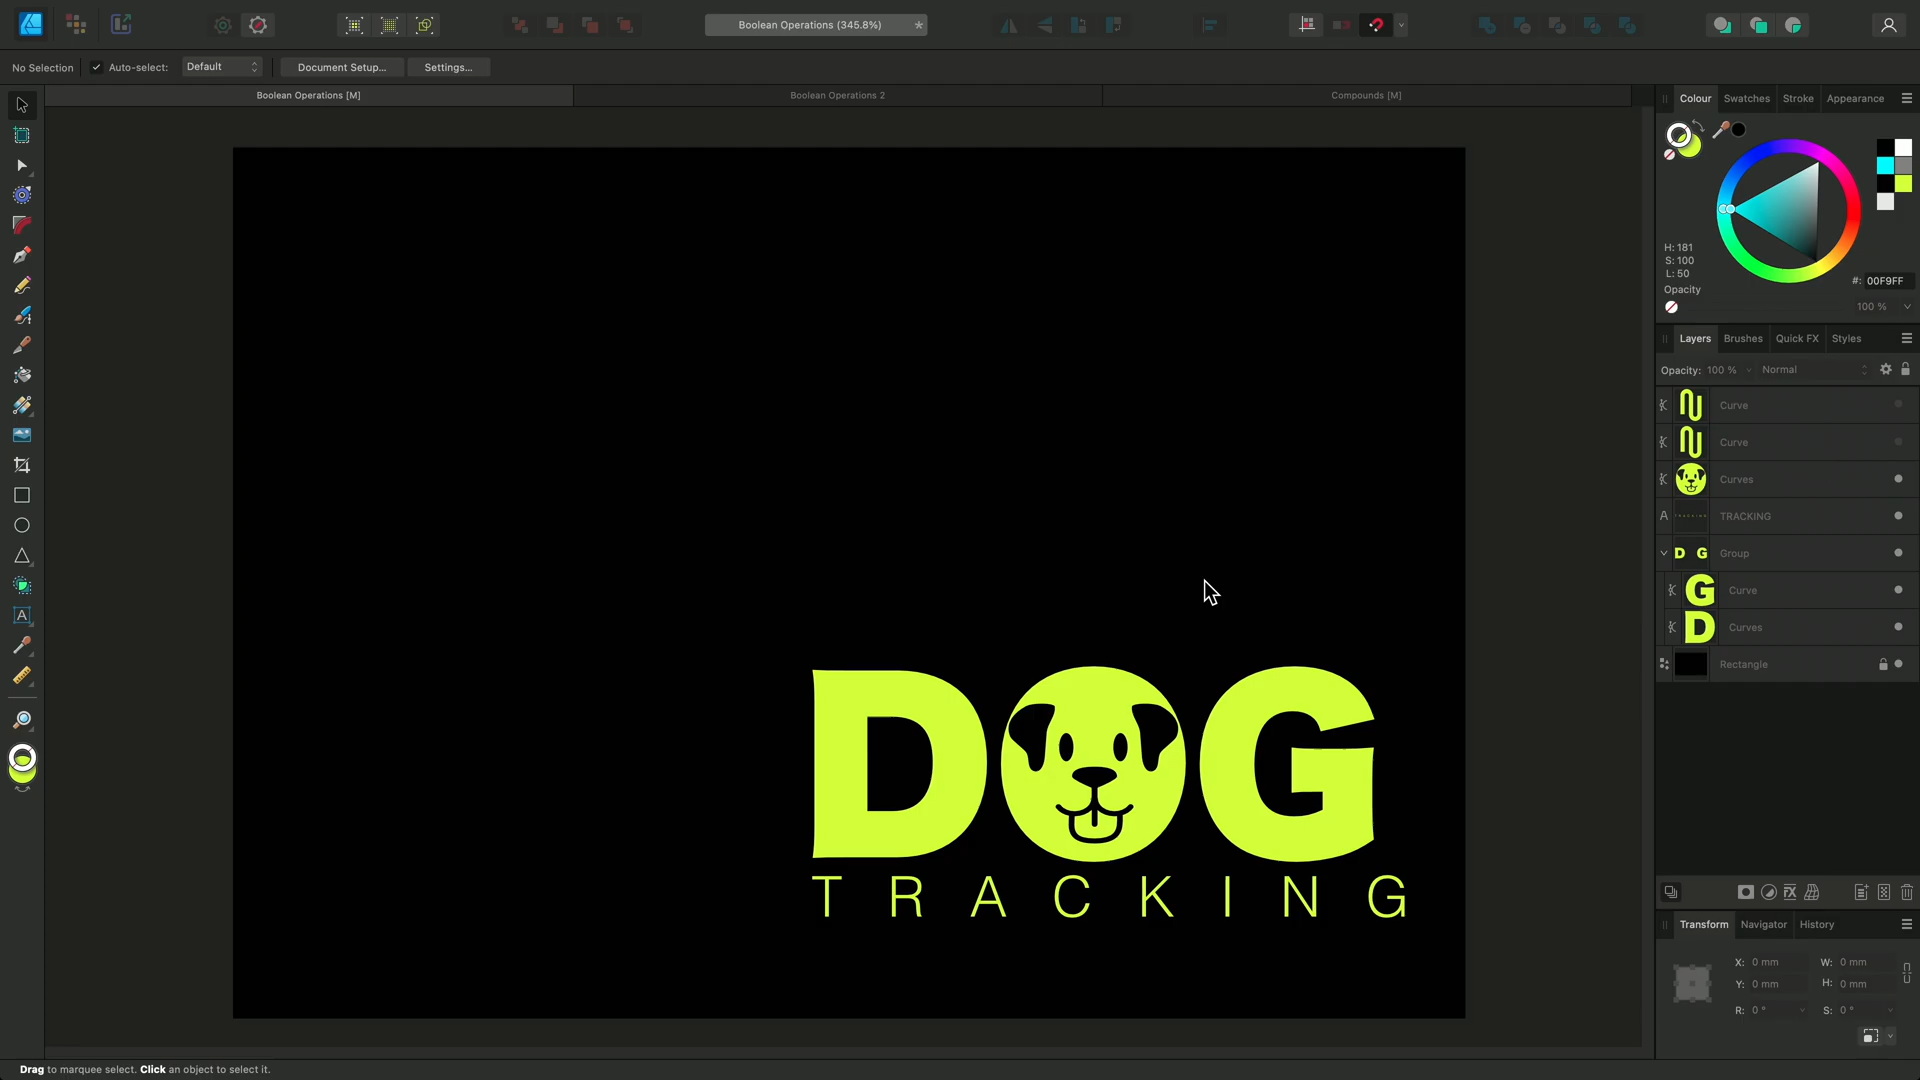 Boolean Operations (345.8%) *
No Selection Auto-select: Default Document Setup... Settings...
Boolean Operations [M] Boolean Operations 2 Compounds [M]
Colour Swatches Stroke Appearance
H: 181
S: 100
L: 50
#: 00F9FF
Opacity
100 %
Layers Brushes Quick FX Styles
Opacity: 100 % Normal
Curve
Curve
Curves
A TRACKING TRACKING
D G Group
G Curve
D Curves
Rectangle
DOG
TRACKING
A
FX
Transform Navigator History
X: 0 mm W: 0 mm
Y: 0 mm H: 0 mm
R: 0 ° S: 0 °
Drag to marquee select. Click an object to select it.